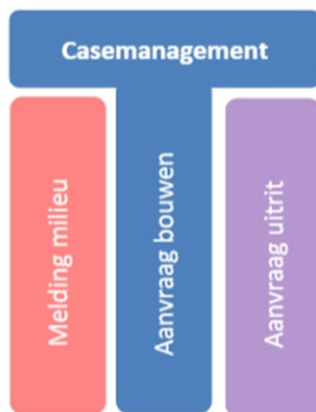 Casemanagement
Melding milieu
Aanvraag bouwen
Aanvraag uitrit